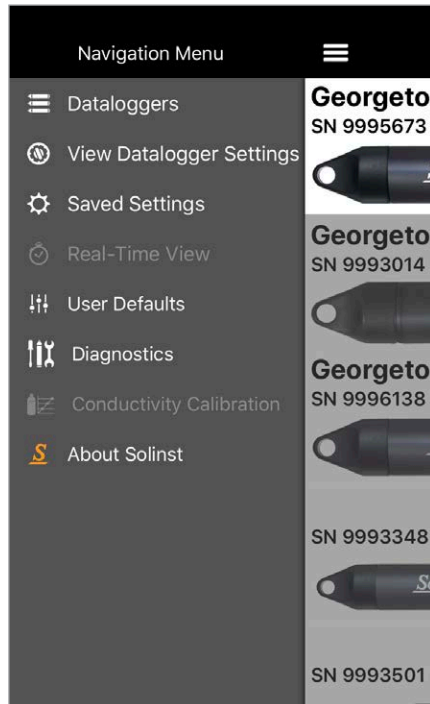 Navigation Menu
Dataloggers
View Datalogger Settings
Saved Settings
Real-Time View
User Defaults
Diagnostics
Conductivity Calibration
S About Solinst
Georgeto
SN 9995673
Georgeto
SN 9993014
Georgeto
SN 9996138
SN 9993348
So
SN 9993501